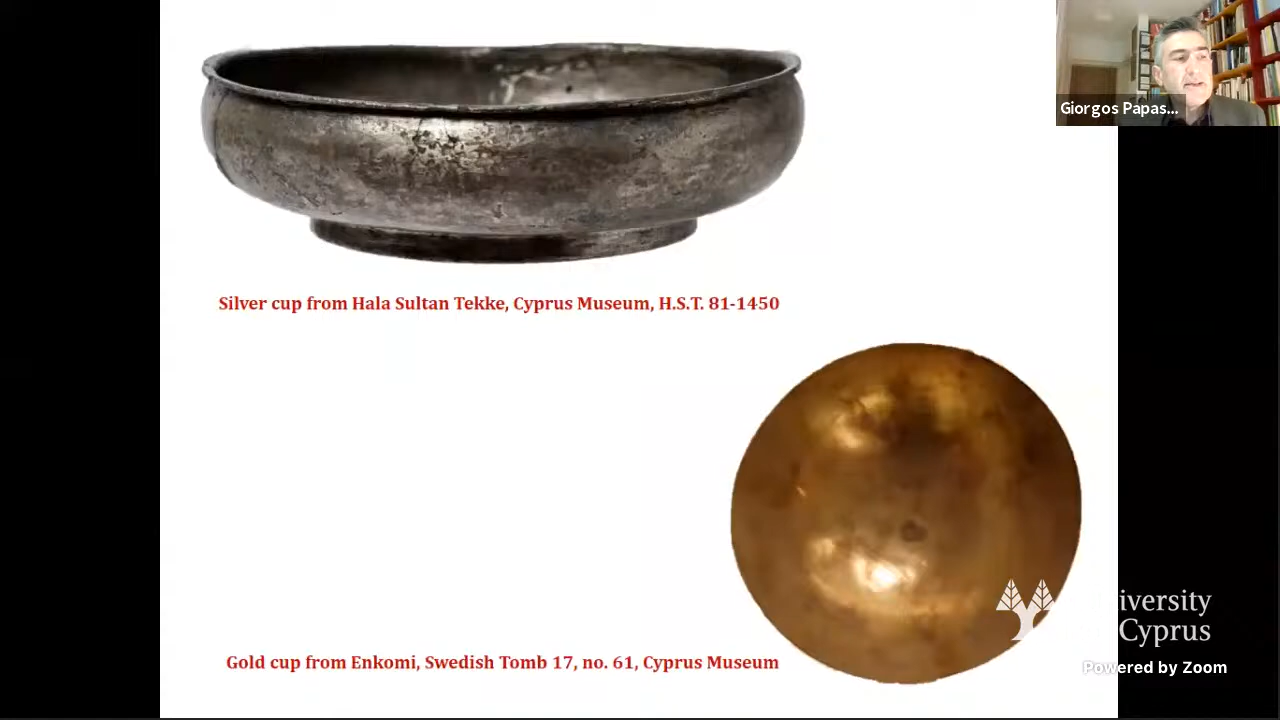 Giorgos Papas...
Silver cup from Hala Sultan Tekke, Cyprus Museum, H.S.T. 81-1450
Gold cup from Enkomi, Swedish Tomb 17, no. 61, Cyprus Museum
iversity
Cyprus
Powered by Zoom